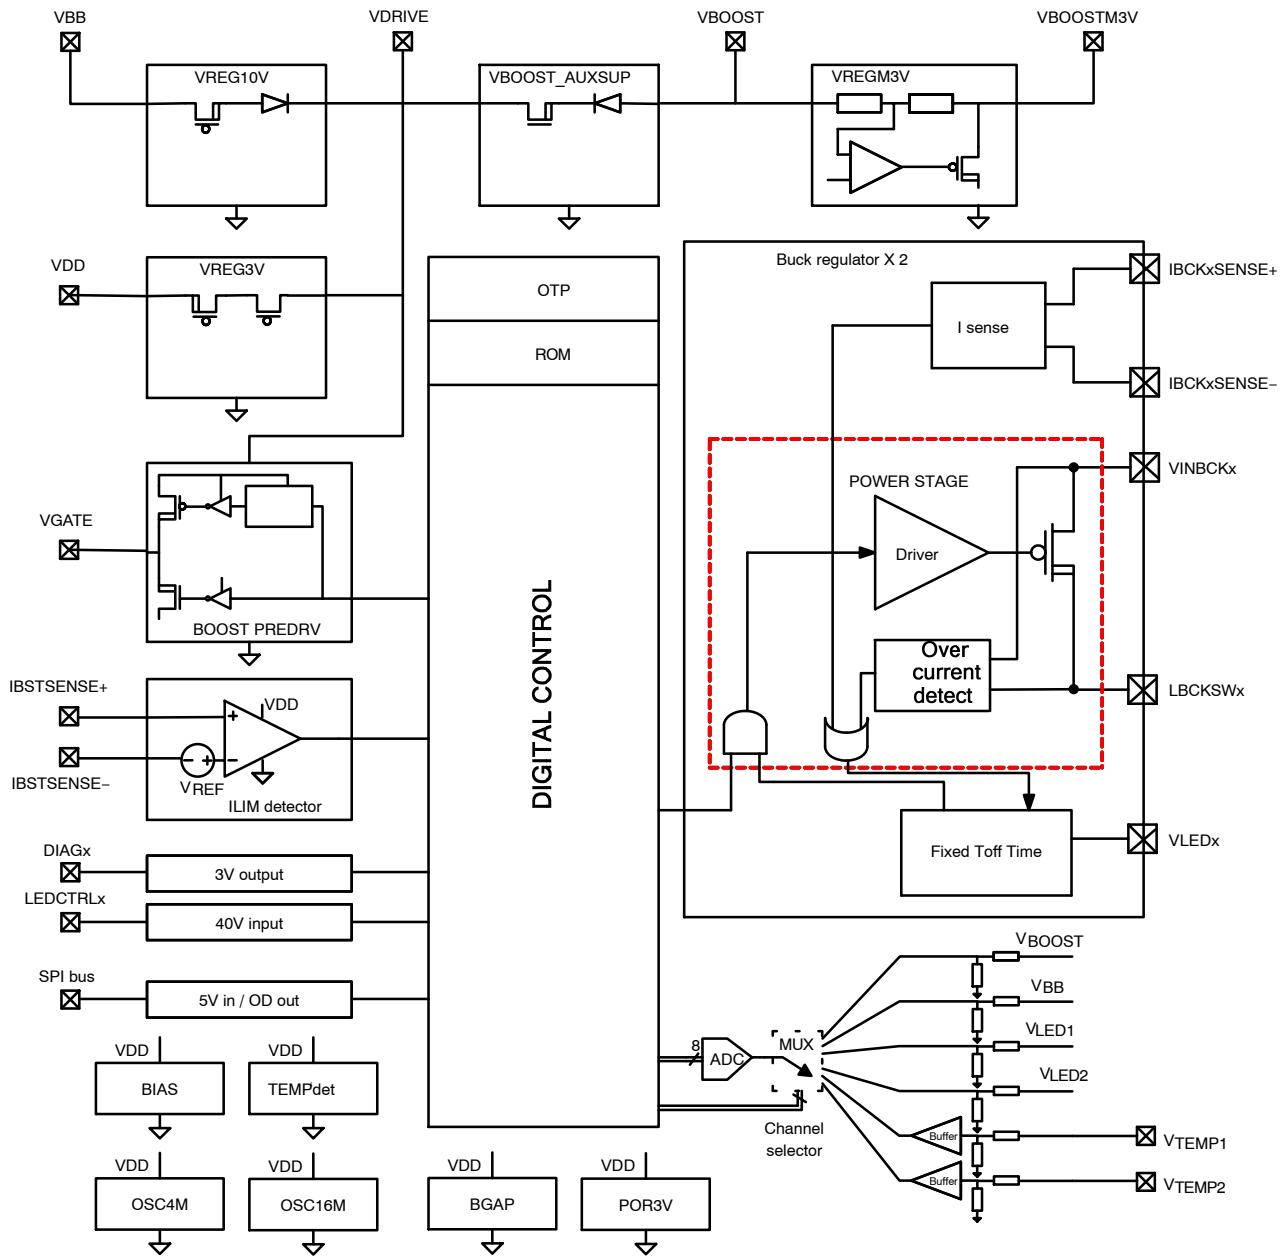 VBB
VDRIVE
VBOOST
VBOOSTM3V
VREG10V
VBOOST_AUXSUP
VREGM3V
VDD
VREG3V
OTP
ROM
DIGITAL CONTROL
Buck regulator X 2
I sense
IBCKxSENSE+
IBCKxSENSE−
VINBCKx
POWER STAGE
Driver
Over
current
detect
LBCKSWx
Fixed Toff Time
VLEDx
VGATE
BOOST PREDRV
IBSTSENSE+
IBSTSENSE−
VDD
+
−
+
−
VREF
ILIM detector
DIAGx
3V output
LEDCTRLx
40V input
SPI bus
5V in / OD out
VDD
BIAS
VDD
TEMPdet
VDD
OSC4M
VDD
OSC16M
VDD
BGAP
VDD
POR3V
8
ADC
MUX
Channel
selector
VBOOST
VBB
VLED1
VLED2
Buffer
VTEMP1
Buffer
VTEMP2